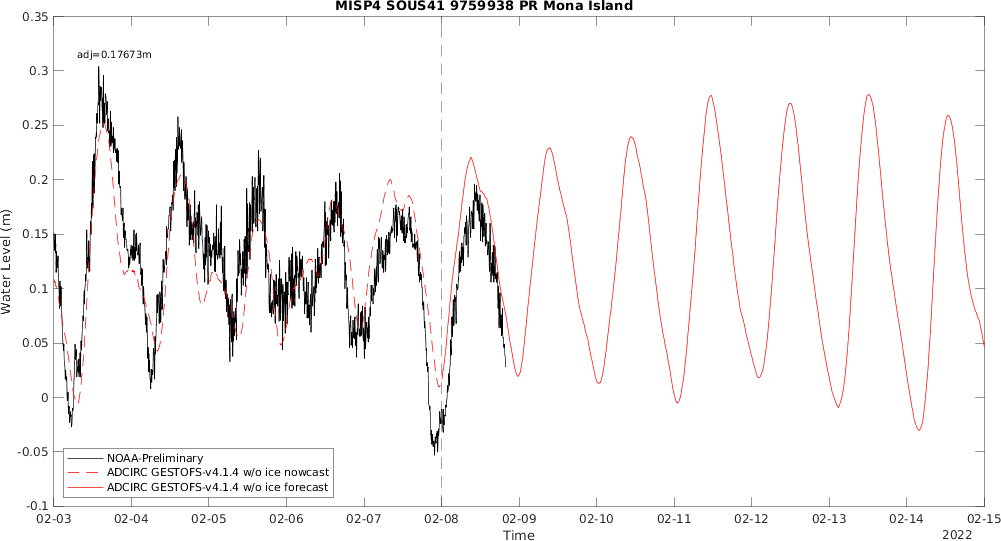 MISP4 SOUS41 9759938 PR Mona Island
adj=0.17673m
0.35
0.3
0.25
0.2
0.15
0.1
0.05
0
-0.05
-0.1
Water Level (m)
NOAA-Preliminary
ADCIRC GESTOFS-v4.1.4 w/o ice nowcast
ADCIRC GESTOFS-v4.1.4 w/o ice forecast
02-03 02-04 02-05 02-06 02-07 02-08 02-09 02-10 02-11 02-12 02-13 02-14 02-15
Time
2022